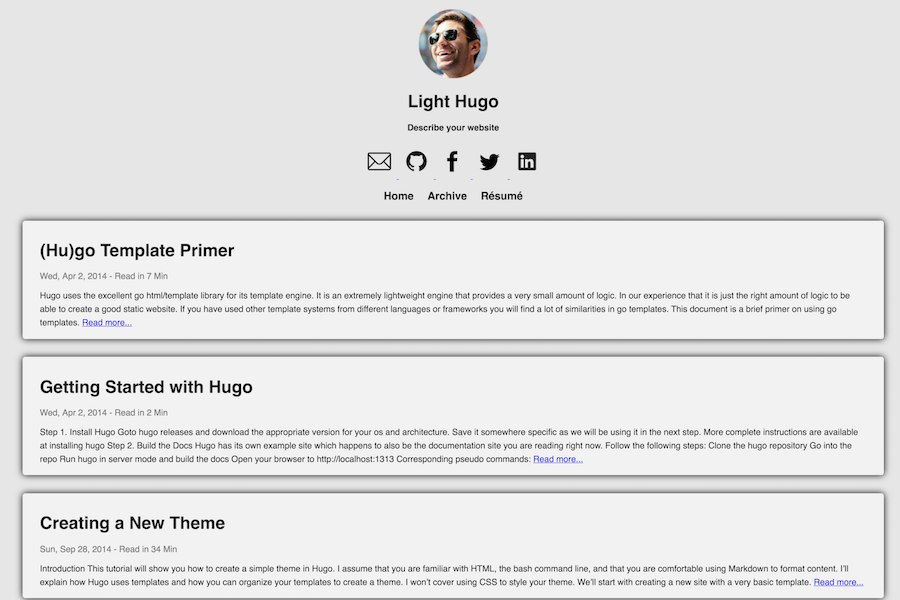 Light Hugo
Describe your website
in
Home Archive Résumé
(Hu)go Template Primer
Wed, Apr 2, 2014 - Read in 7 Min
Hugo uses the excellent go html/template library for its template engine. It is an extremely lightweight engine that provides a very small amount of logic. In our experience that it is just the right amount of logic to be
able to create a good static website. If you have used other template systems from different languages or frameworks you will find a lot of similarities in go templates. This document is a brief primer on using go
templates. Read more...
Getting Started with Hugo
Wed, Apr 2, 2014 - Read in 2 Min
Step 1. Install Hugo Goto hugo releases and download the appropriate version for your os and architecture. Save it somewhere specific as we will be using it in the next step. More complete instructions are available
at installing hugo Step 2. Build the Docs Hugo has its own example site which happens to also be the documentation site you are reading right now. Follow the following steps: Clone the hugo repository Go into the
repo Run hugo in server mode and build the docs Open your browser to http://localhost:1313 Corresponding pseudo commands: Read more...
Creating a New Theme
Sun, Sep 28, 2014 - Read in 34 Min
Introduction This tutorial will show you how to create a simple theme in Hugo. I assume that you are familiar with HTML, the bash command line, and that you are comfortable using Markdown to format content. I'll
explain how Hugo uses templates and how you can organize your templates to create a theme. I won't cover using CSS to style your theme. We'll start with creating a new site with a very basic template. Read more...